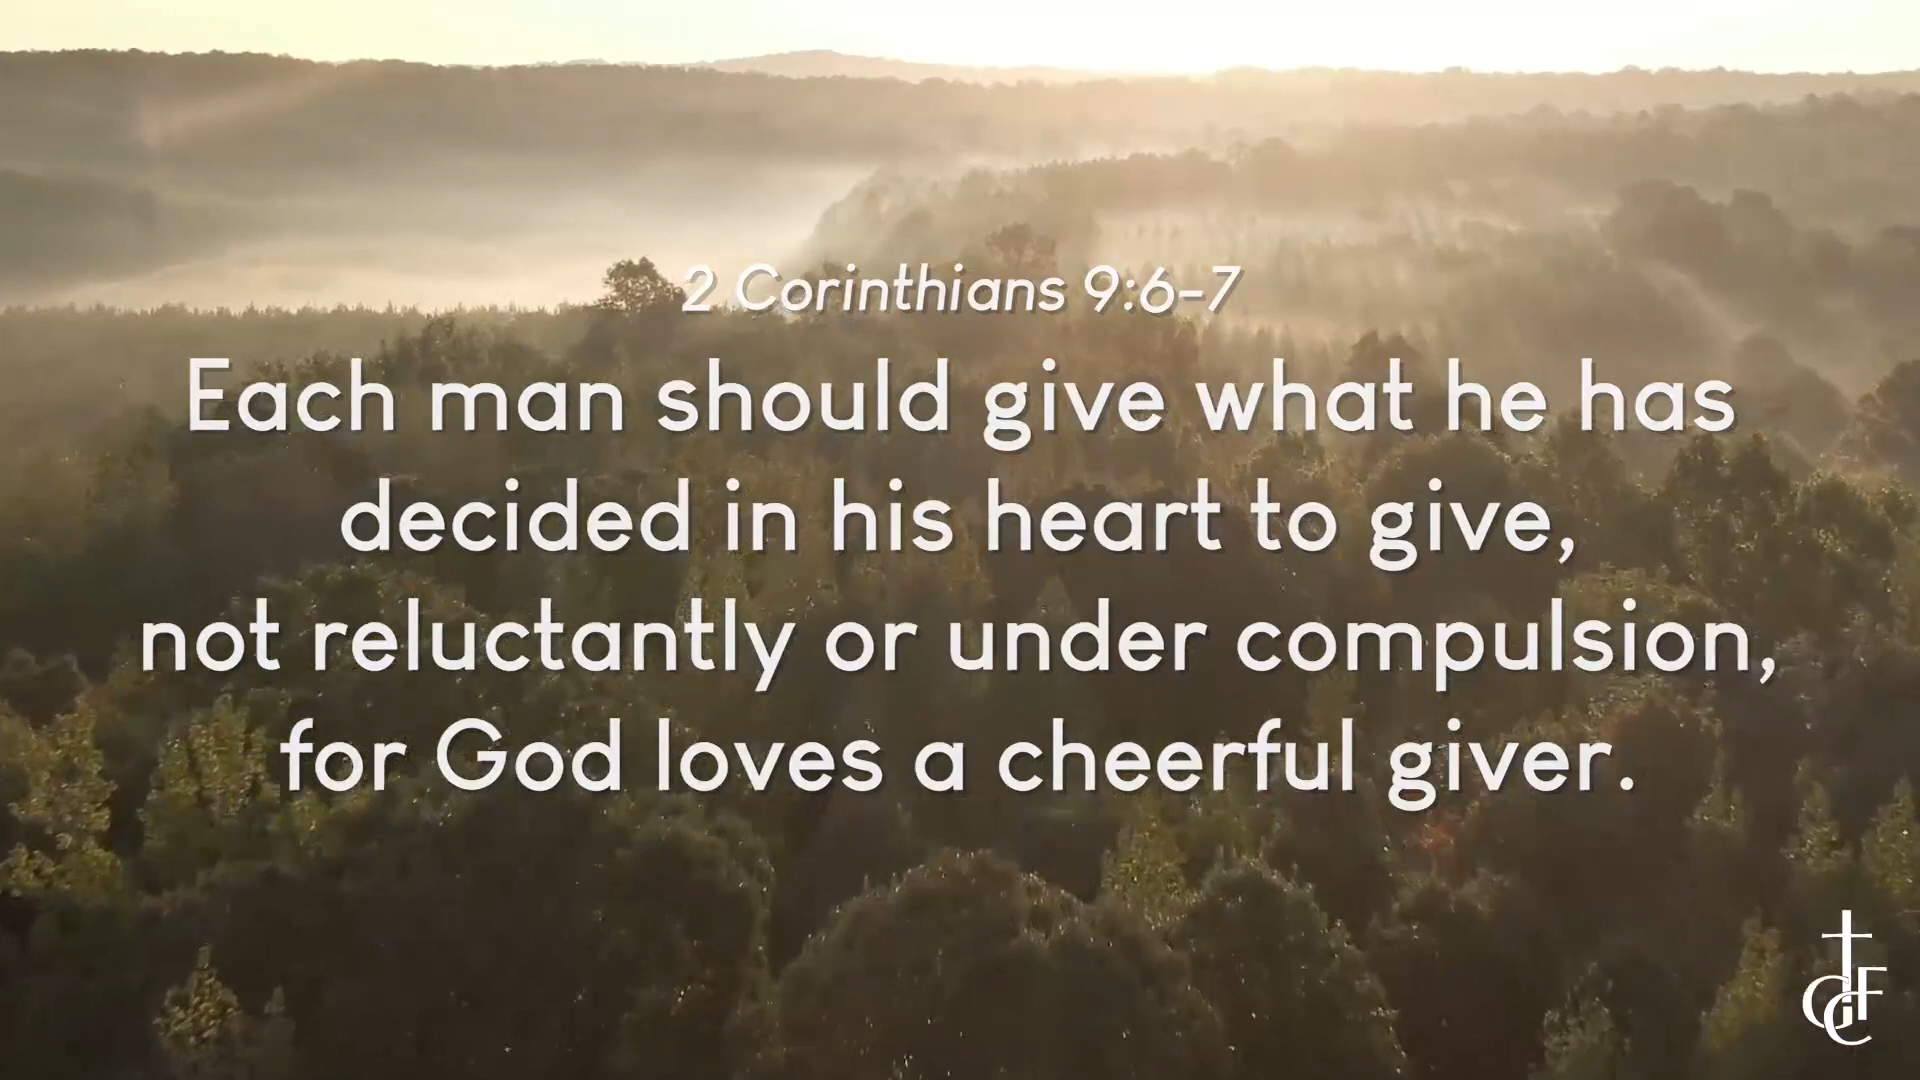 2 Corinthians 9:6-7
Each man should give what he has
decided in his heart to give,
not reluctantly or under compulsion,
for God loves a cheerful giver.